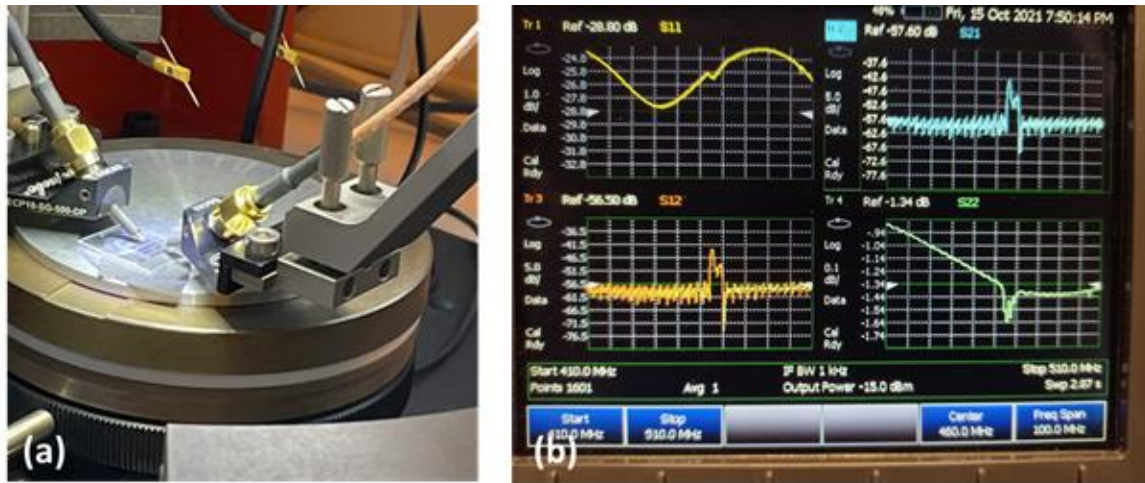 ECP18-SG-500-DP
(a)
48% Fri, 15 Oct 2021 7:50:14 PM
Tr 1 Ref -28.80 dB S11
Log
1.0
dB/
Data
Cal
Rdy
-24.0
-25.0
-26.0
-27.0
-28.0
-29.0
-30.0
-31.0
-32.0
Ref -57.60 dB S21
Log
5.0
dB/
Data
Cal
Rdy
-37.6
-42.6
-47.6
-52.6
-57.6
-62.6
-67.6
-72.6
-77.6
Tr 3 Ref -56.50 dB S12
Log
5.0
dB/
Data
Cal
Rdy
-36.5
-41.5
-46.5
-51.5
-56.5
-61.5
-66.5
-71.5
-76.5
Tr 4 Ref -1.34 dB S22
Log
0.1
dB/
Data
Cal
Rdy
-.94
-1.04
-1.14
-1.24
-1.34
-1.44
-1.54
-1.64
-1.74
Start 410.0 MHz IF BW 1 kHz Stop 510.0 MHz
Points 1601 Avg 1 Output Power -15.0 dBm Swp 2.87 s
Start
410.0 MHz
Stop
510.0 MHz
Center
460.0 MHz
Freq Span
100.0 MHz
(b)